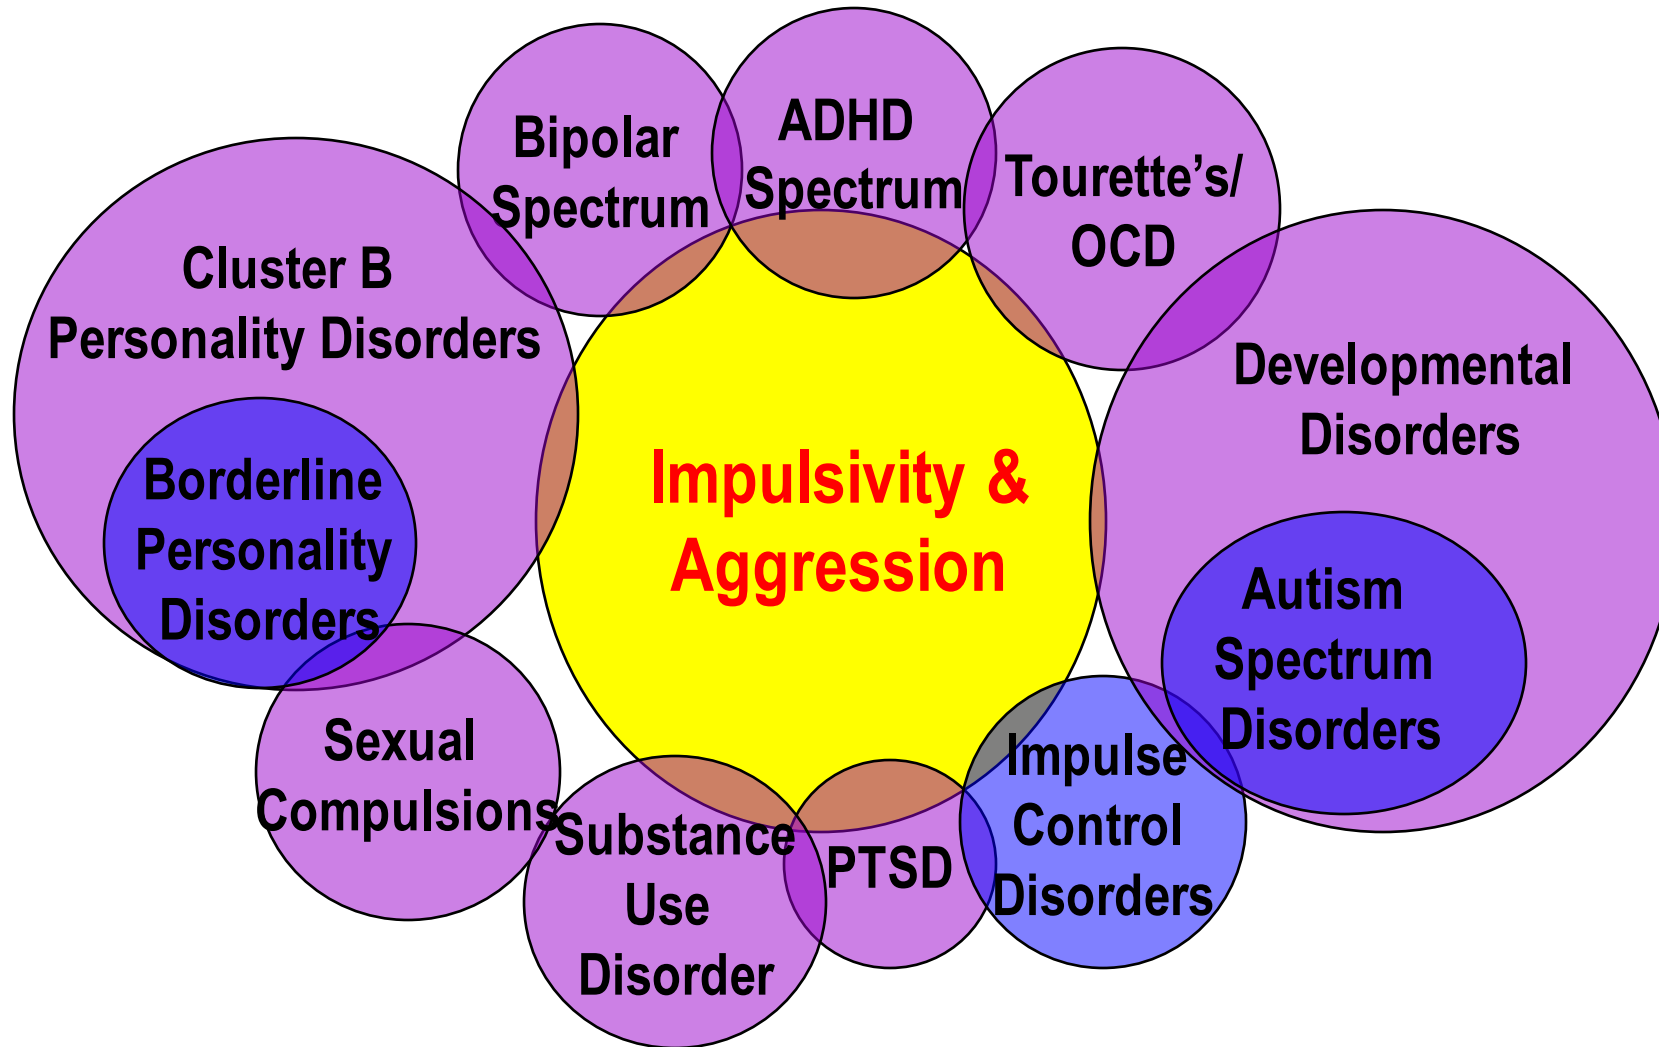 Bipolar
Spectrum
ADHD
Spectrum
Tourette’s/
OCD
Cluster B
Personality Disorders
Developmental
Disorders
Borderline
Personality
Disorders
Impulsivity &
Aggression
Autism
Spectrum
Disorders
Sexual
Compulsions
Substance
Use
Disorder
PTSD
Impulse
Control
Disorders